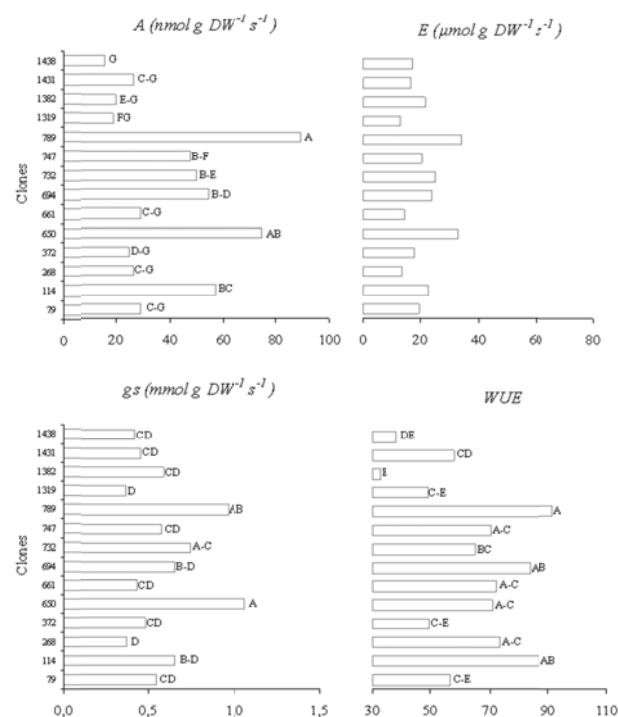 A (nmol g DW⁻¹ s⁻¹)
E (μmol g DW⁻¹ s⁻¹)
Clones
1438 G
1431 C-G
1382 E-G
1319 FG
789 A
747 B-F
732 B-E
694 B-D
661 C-G
650 AB
372 D-G
268 C-G
114 BC
79 C-G
0 20 40 60 80 100
0 20 40 60 80
gs (mmol g DW⁻¹ s⁻¹)
WUE
Clones
1438 CD DE
1431 CD CD
1382 CD E
1319 D C-E
789 AB A
747 CD A-C
732 A-C BC
694 B-D AB
661 CD A-C
650 A A-C
372 CD C-E
268 D A-C
114 B-D AB
79 CD C-E
0,0 0,5 1,0 1,5
30 50 70 90 110